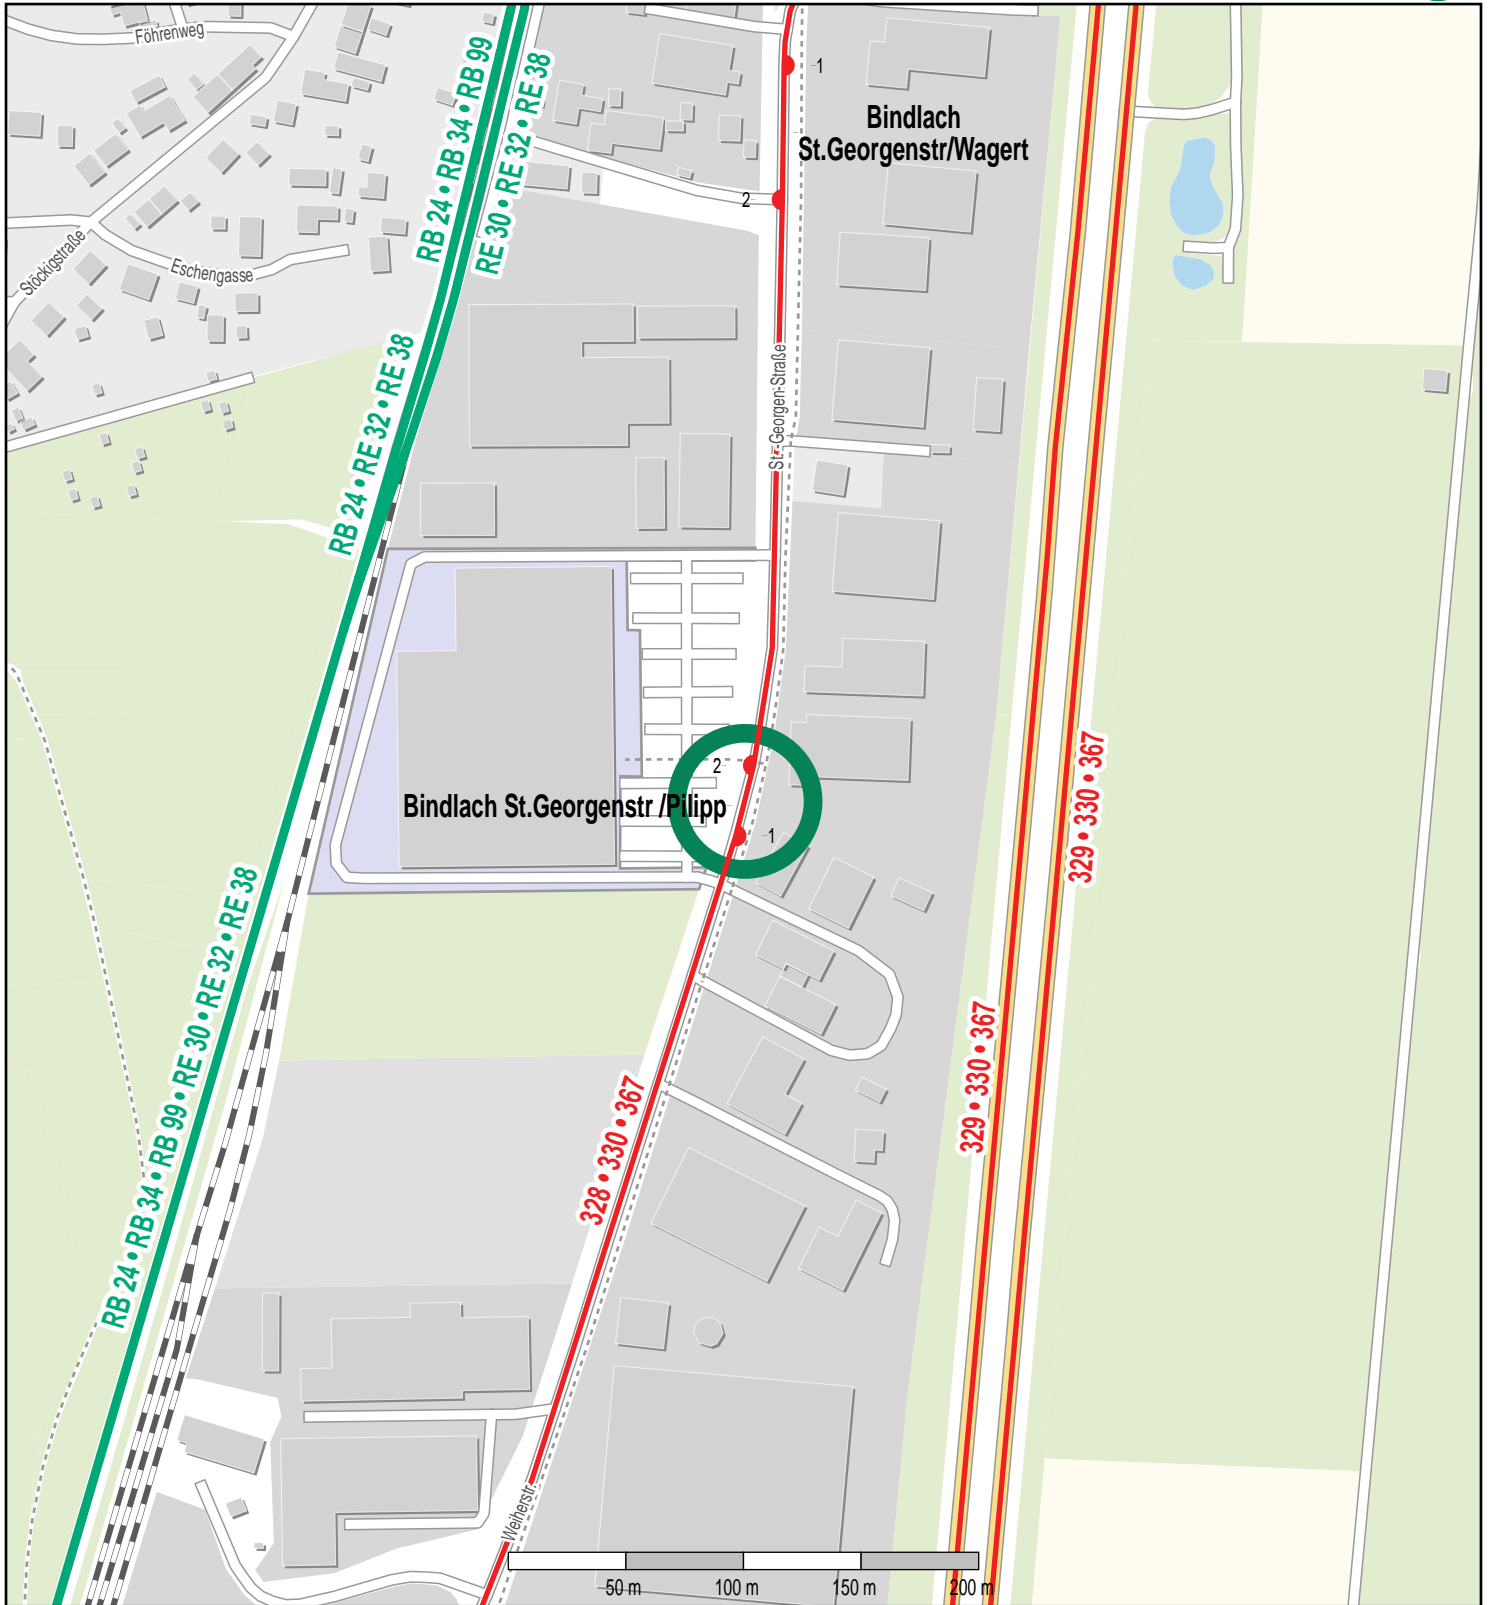 Föhrenweg
RB 24 • RB 34 • RB 99
RE 30 • RE 32 • RE 38
1
Bindlach
St.Georgenstr/Wagert
2
Stöckigstraße
Eschengasse
RB 24 • RE 32 • RE 38
St.-Georgen-Straße
2
Bindlach St.Georgenstr /Pilipp
1
329 • 330 • 367
RB 24 • RB 34 • RB 99 • RE 30 • RE 32 • RE 38
329 • 330 • 367
328 • 330 • 367
Weiherstr.
50 m
100 m
150 m
200 m